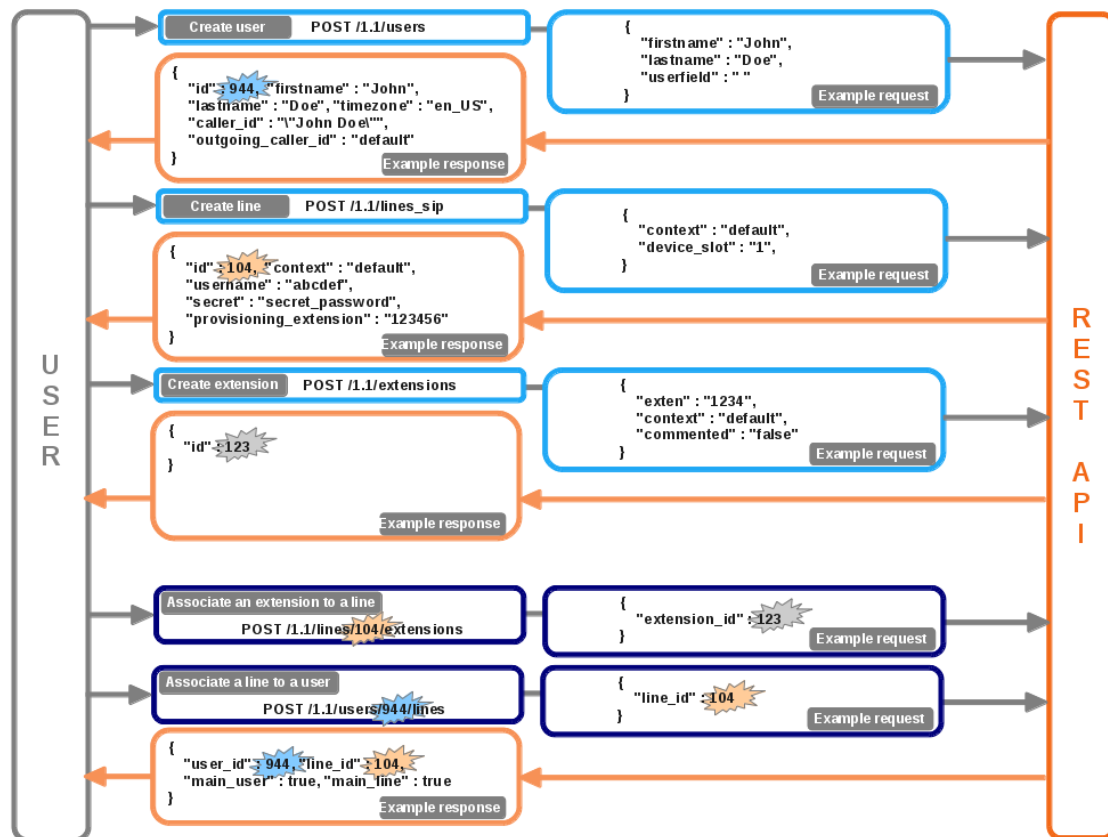 Create user POST /1.1/users
{
"firstname" : "John",
"lastname" : "Doe",
"userfield" : " "
}
Example request
{
"id" : 944, "firstname" : "John",
"lastname" : "Doe", "timezone" : "en_US",
"caller_id" : "\"John Doe\"",
"outgoing_caller_id" : "default"
}
Example response
Create line POST /1.1/lines_sip
{
"context" : "default",
"device_slot" : "1",
}
Example request
{
"id" : 104, "context" : "default",
"username" : "abcdef",
"secret" : "secret_password",
"provisioning_extension" : "123456"
}
Example response
Create extension POST /1.1/extensions
{
"exten" : "1234",
"context" : "default",
"commented" : "false"
}
Example request
{
"id" : 123
}
Example response
Associate an extension to a line
POST /1.1/lines/104/extensions
{
"extension_id" : 123
}
Example request
Associate a line to a user
POST /1.1/users/944/lines
{
"line_id" : 104
}
Example request
{
"user_id" : 944, "line_id" : 104,
"main_user" : true, "main_line" : true
}
Example response
USER
REST API